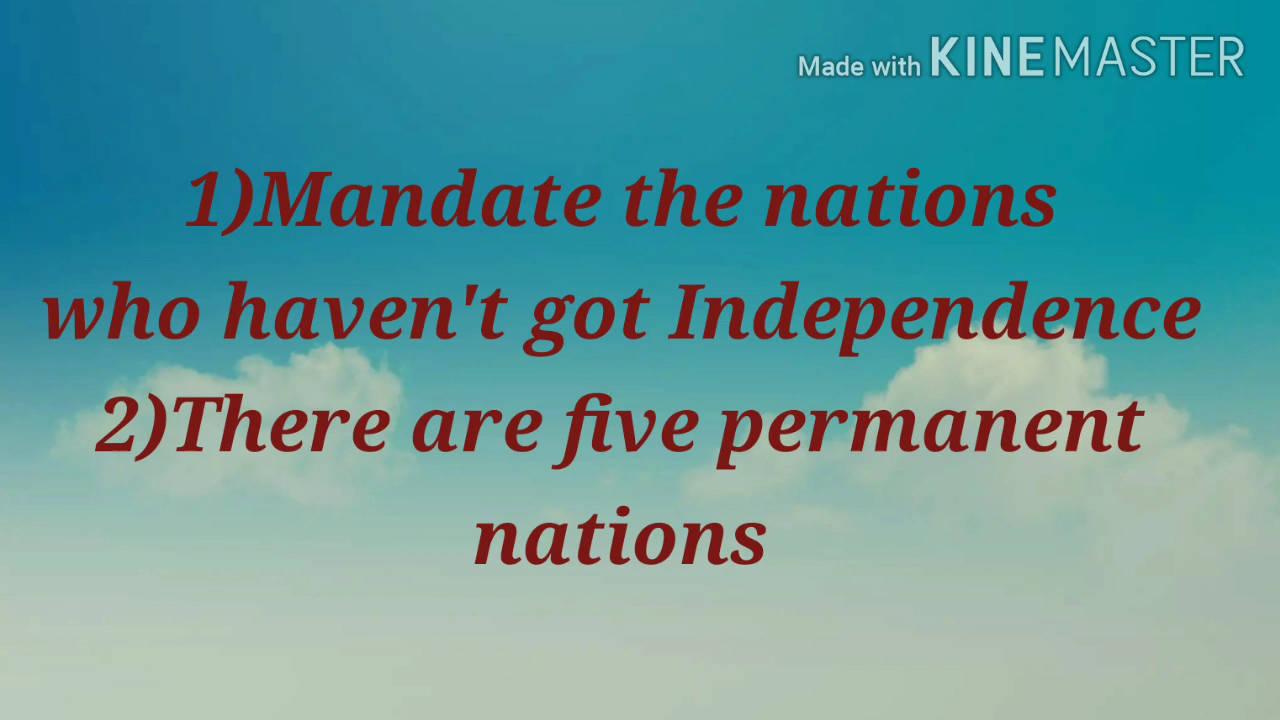 Made with KINEMASTER
1)Mandate the nations
who haven't got Independence
2)There are five permanent
nations